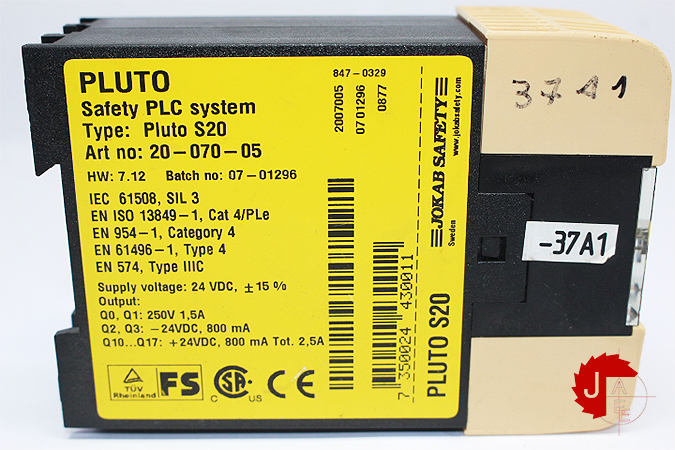 PLUTO
Safety PLC system
Type: Pluto S20
Art no: 20-070-05
HW: 7.12 Batch no: 07-01296
IEC 61508, SIL 3
EN ISO 13849-1, Cat 4/PLe
EN 954-1, Category 4
EN 61496-1, Type 4
EN 574, Type IIIC
Supply voltage: 24 VDC, ±15 %
Output:
Q0, Q1: 250V 1,5A
Q2, Q3: -24VDC, 800 mA
Q10...Q17: +24VDC, 800 mA Tot. 2,5A
TÜV
Rheinland
FS
C US
CE
847-0329
2007005
07 01296
0877
7 350024 430011
JOKAB SAFETY
www.jokabsafety.com
Sweden
PLUTO S20
3741
-37A1
J